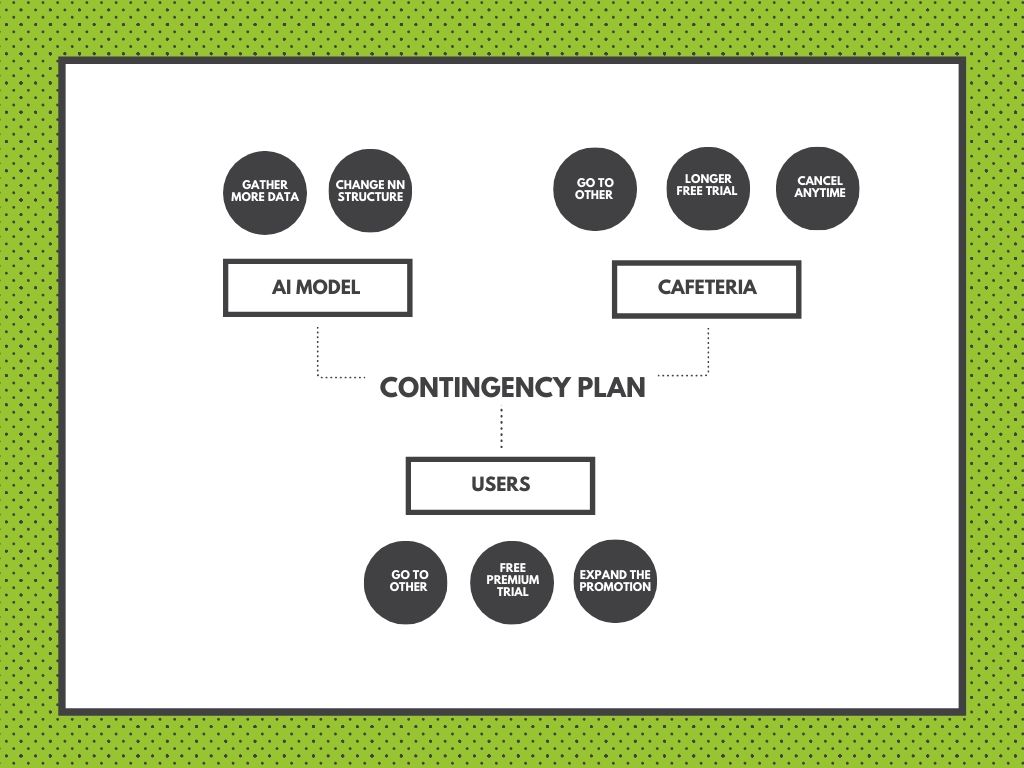 GATHER
MORE DATA
CHANGE NN
STRUCTURE
GO TO
OTHER
LONGER
FREE TRIAL
CANCEL
ANYTIME
AI MODEL
CAFETERIA
CONTINGENCY PLAN
USERS
GO TO
OTHER
FREE
PREMIUM
TRIAL
EXPAND THE
PROMOTION